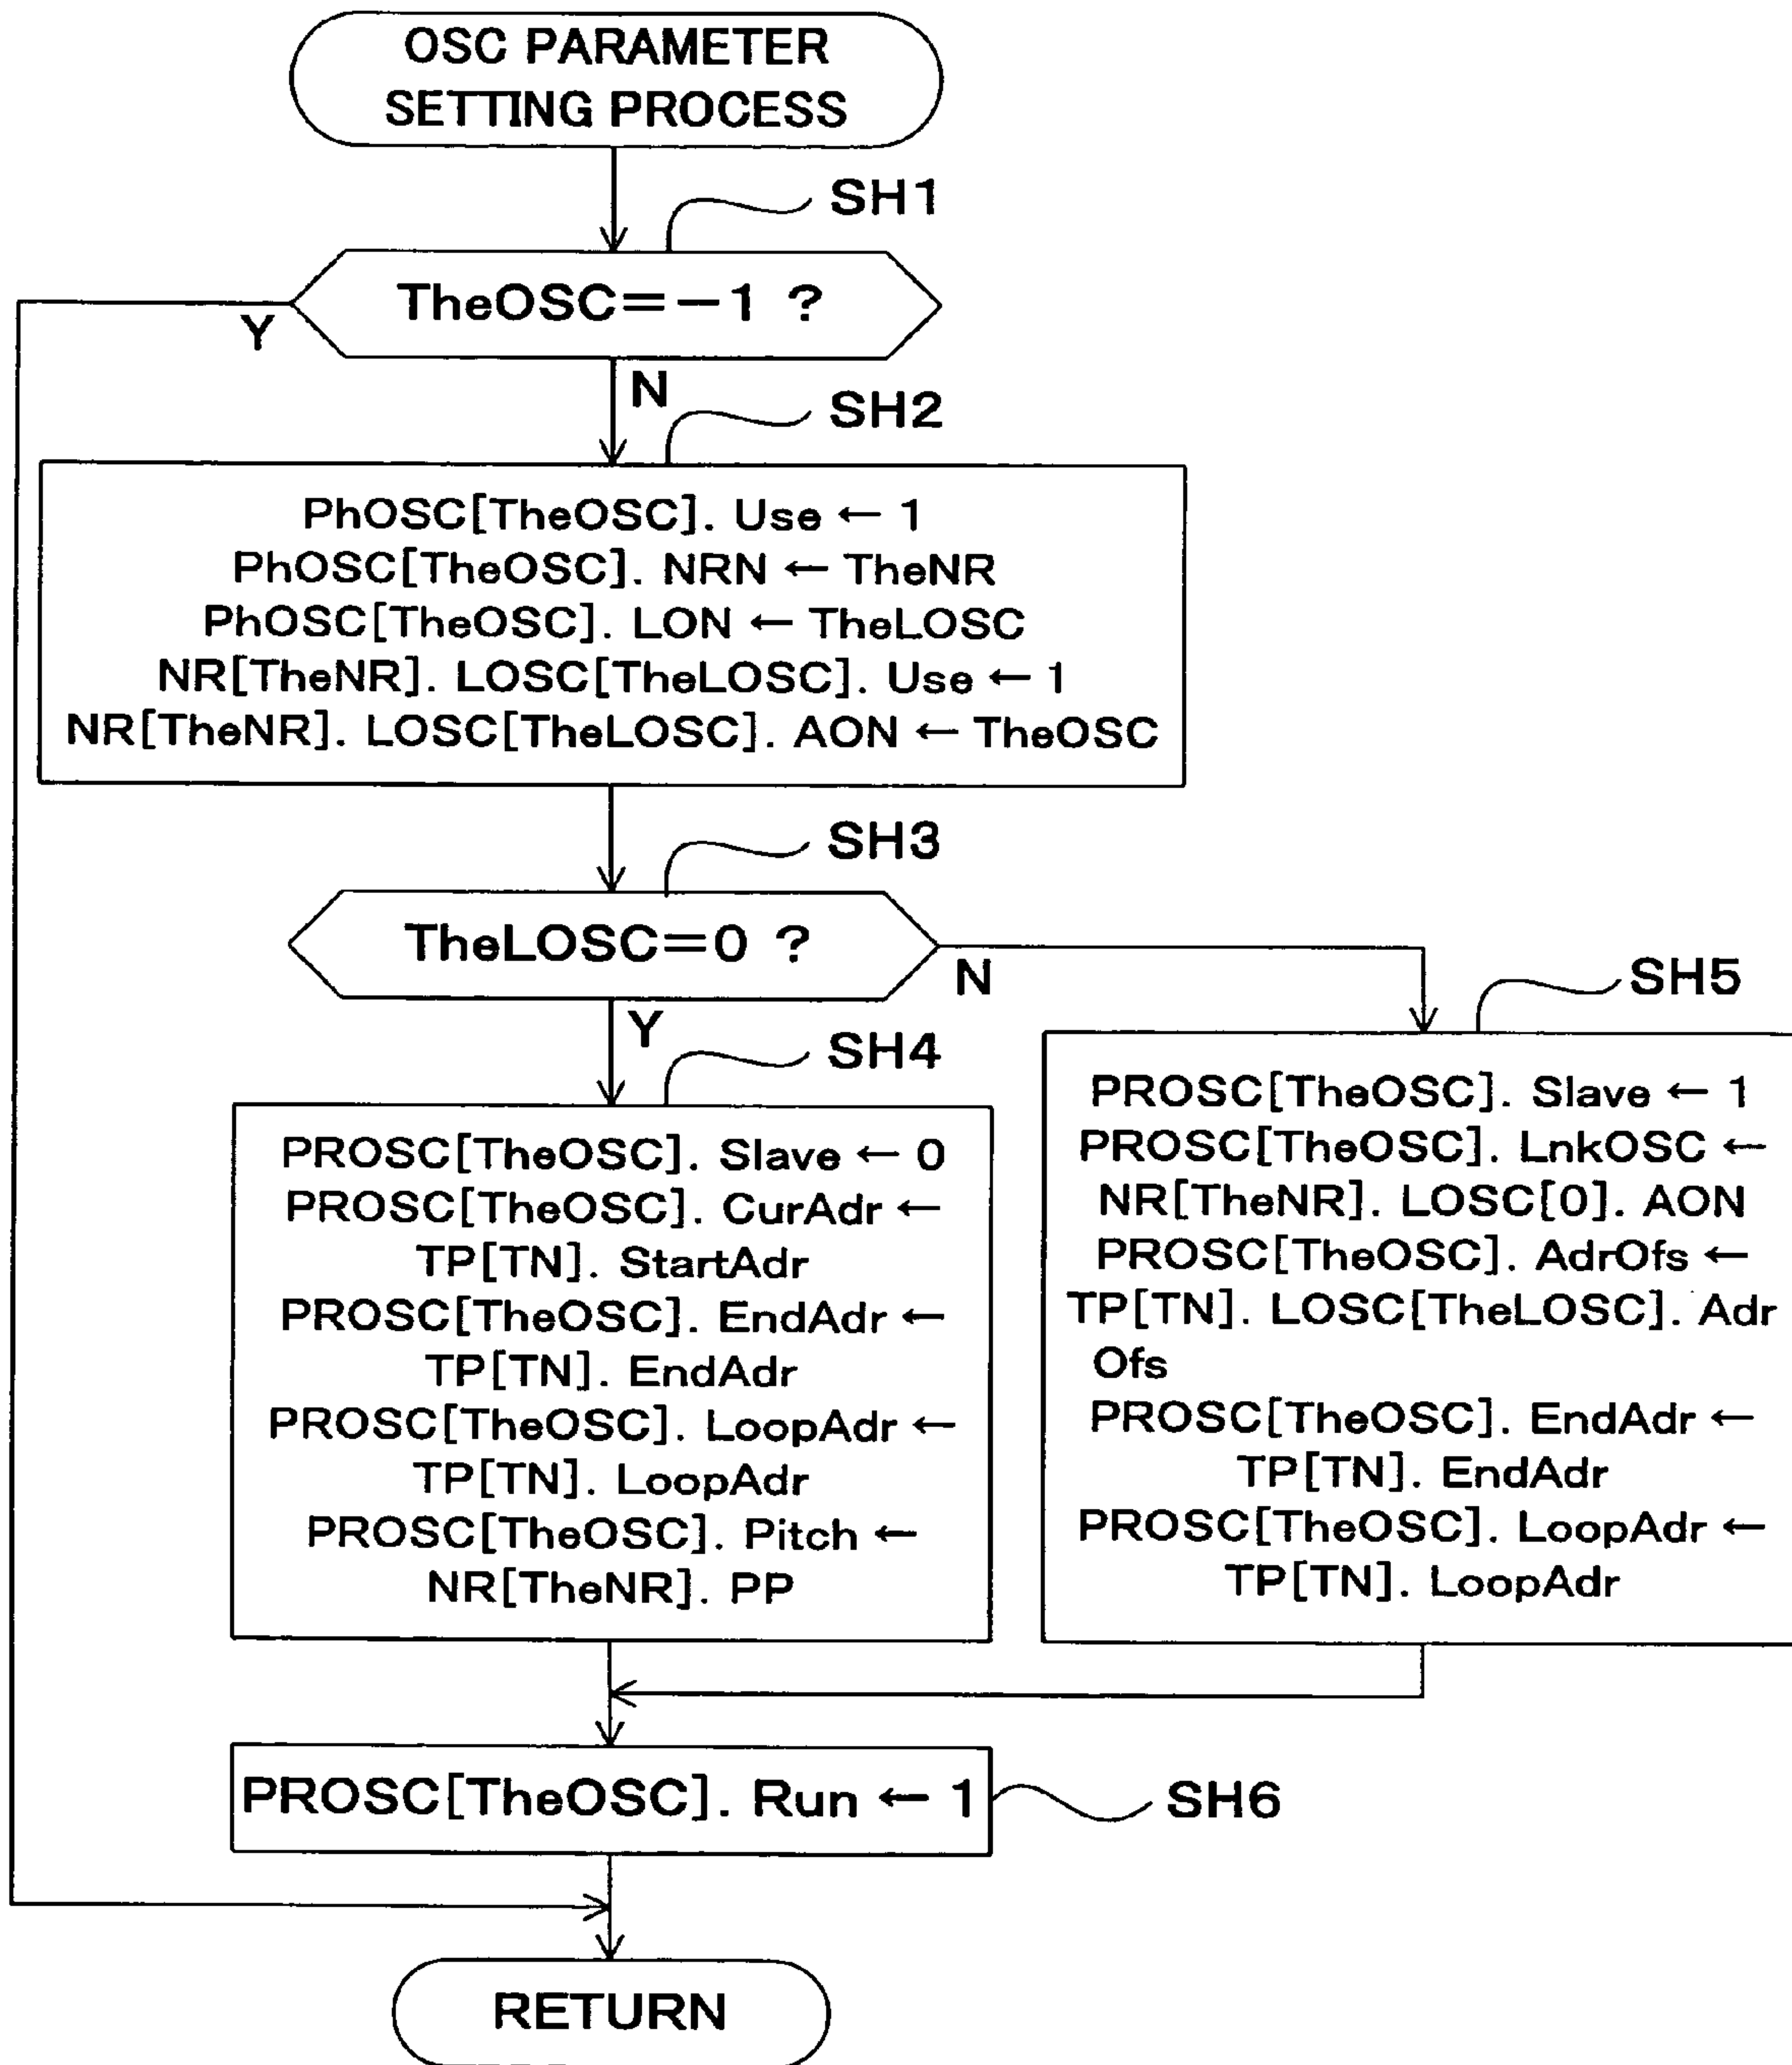 OSC PARAMETER
SETTING PROCESS
SH1
TheOSC=−1 ?
Y
N
SH2
PhOSC[TheOSC]. Use ← 1
PhOSC[TheOSC]. NRN ← TheNR
PhOSC[TheOSC]. LON ← TheLOSC
NR[TheNR]. LOSC[TheLOSC]. Use ← 1
NR[TheNR]. LOSC[TheLOSC]. AON ← TheOSC
SH3
TheLOSC=0 ?
N
Y
SH4
PROSC[TheOSC]. Slave ← 0
PROSC[TheOSC]. CurAdr ←
TP[TN]. StartAdr
PROSC[TheOSC]. EndAdr ←
TP[TN]. EndAdr
PROSC[TheOSC]. LoopAdr ←
TP[TN]. LoopAdr
PROSC[TheOSC]. Pitch ←
NR[TheNR]. PP
SH5
PROSC[TheOSC]. Slave ← 1
PROSC[TheOSC]. LnkOSC ←
NR[TheNR]. LOSC[0]. AON
PROSC[TheOSC]. AdrOfs ←
TP[TN]. LOSC[TheLOSC]. Adr
Ofs
PROSC[TheOSC]. EndAdr ←
TP[TN]. EndAdr
PROSC[TheOSC]. LoopAdr ←
TP[TN]. LoopAdr
PROSC[TheOSC]. Run ← 1
SH6
RETURN